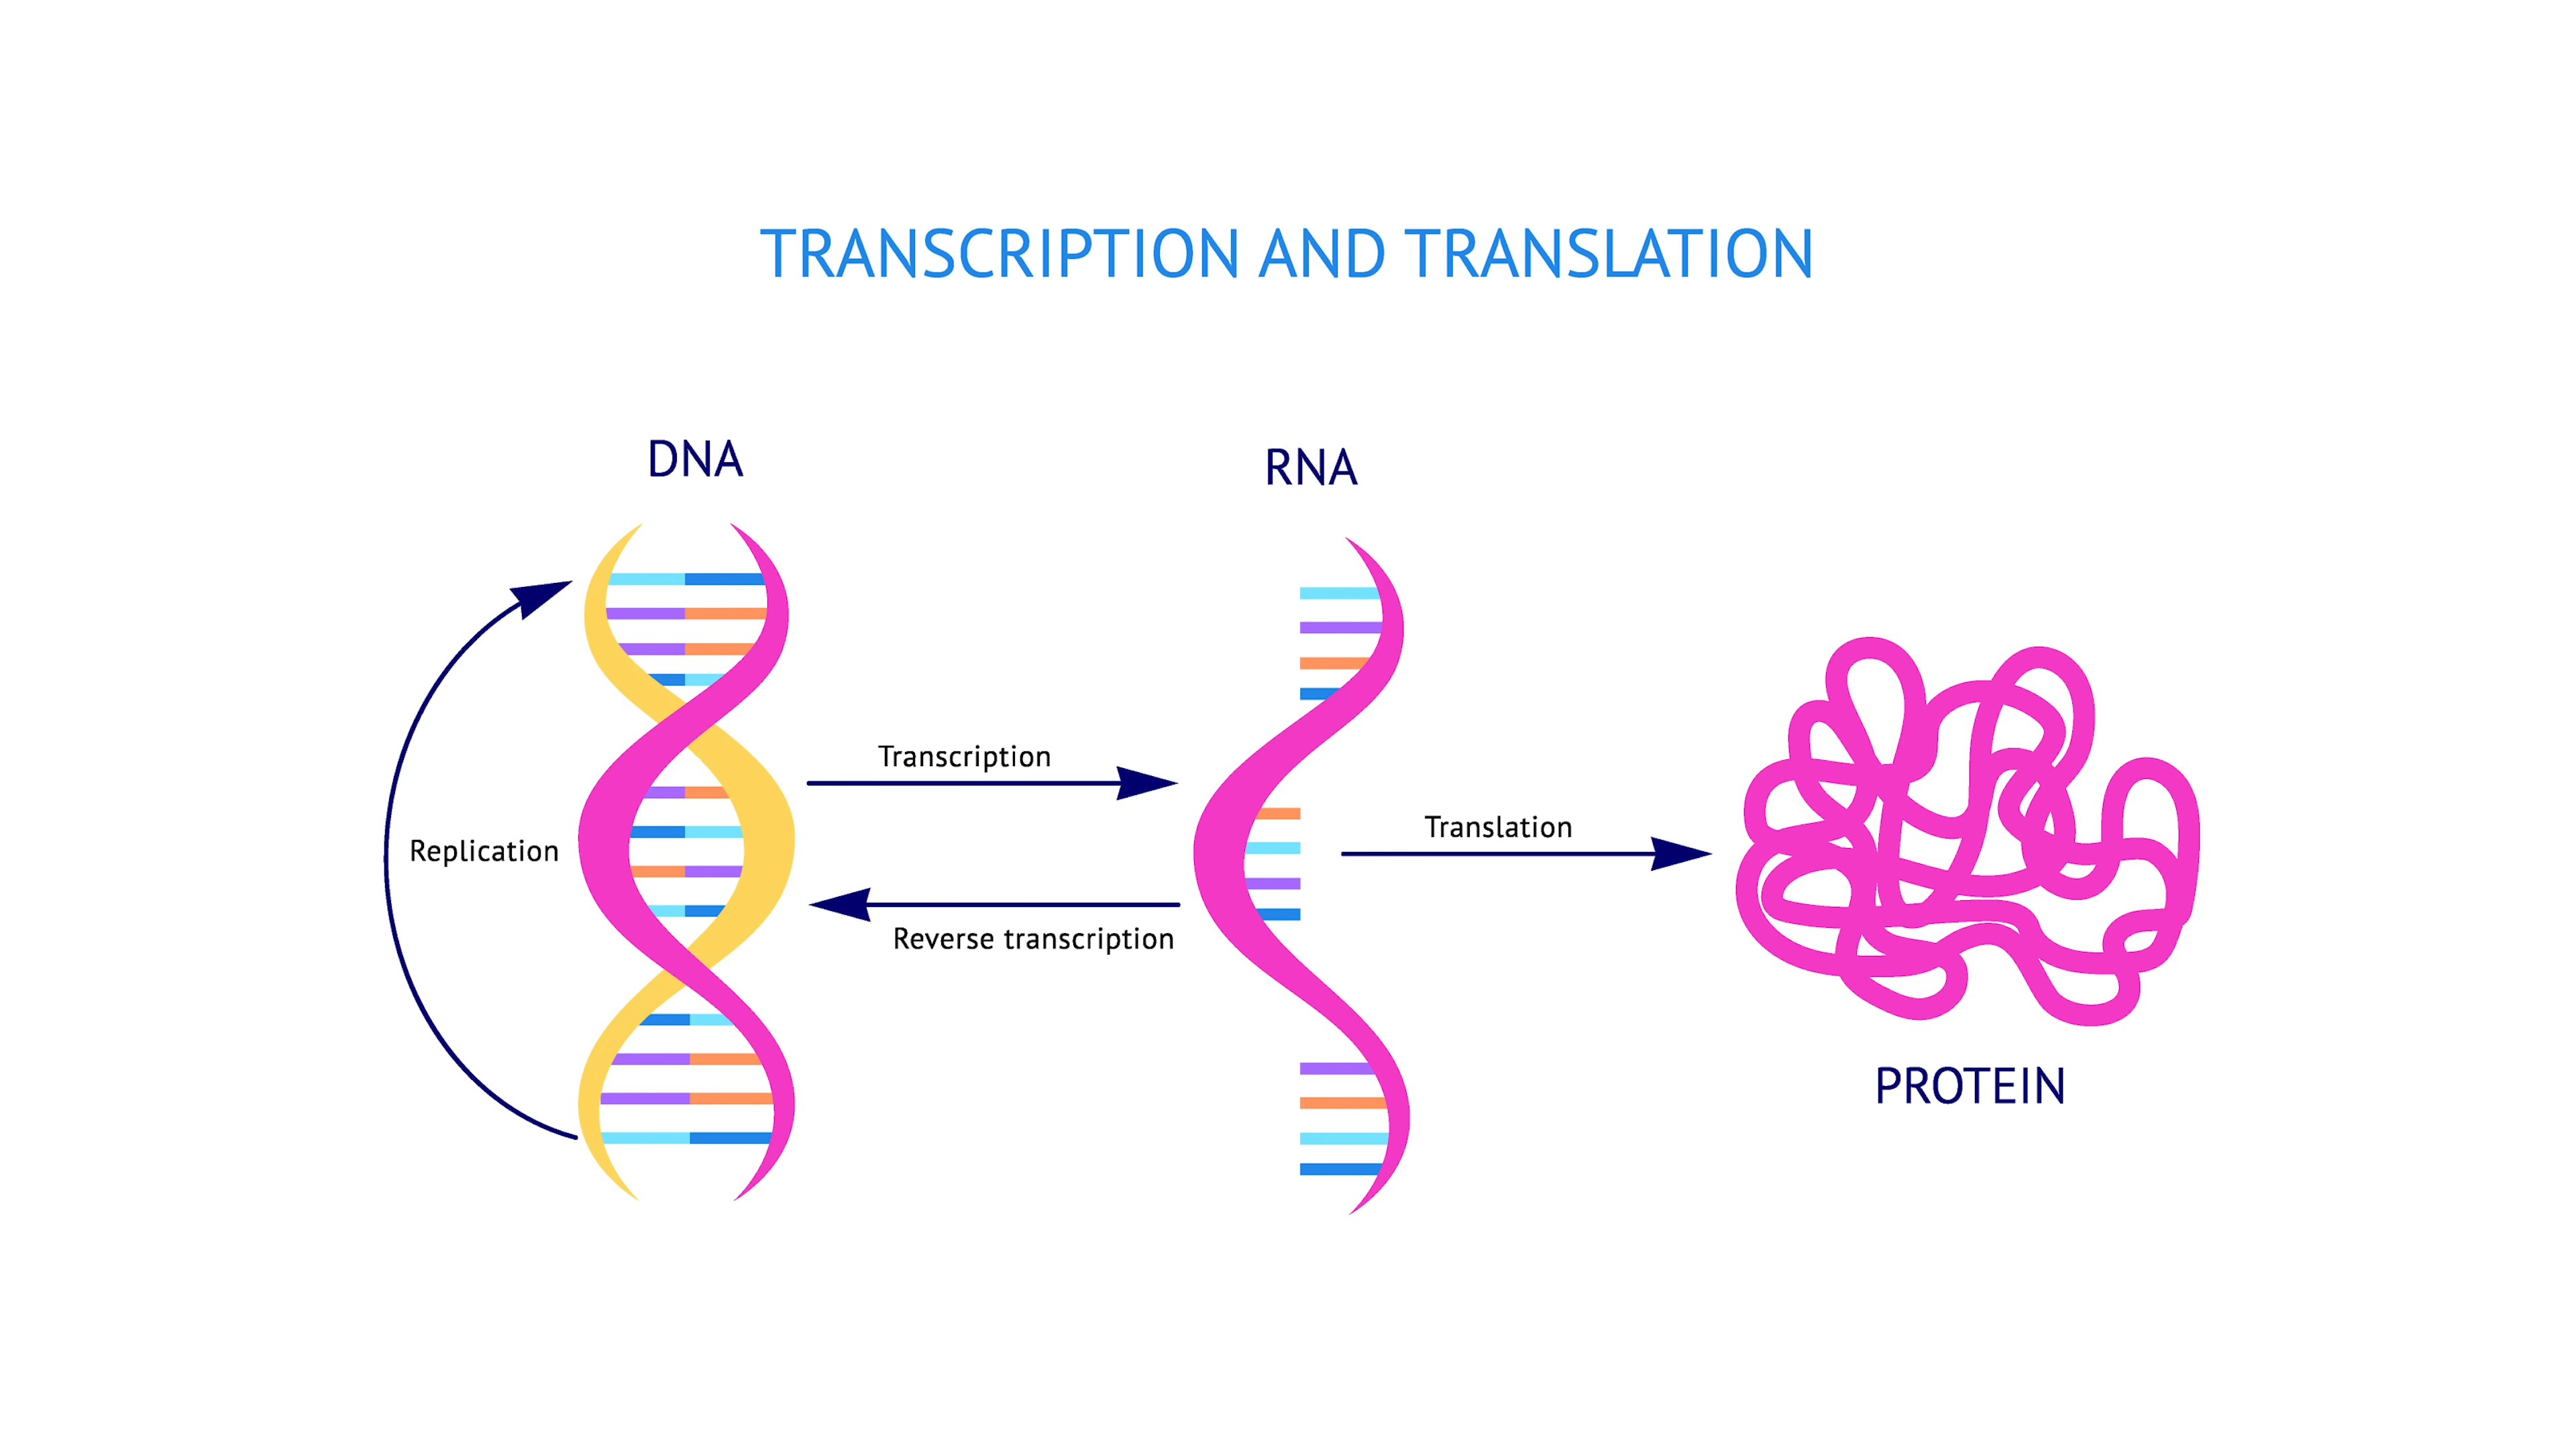 TRANSCRIPTION AND TRANSLATION
DNA
RNA
Transcription
Translation
Replication
Reverse transcription
PROTEIN